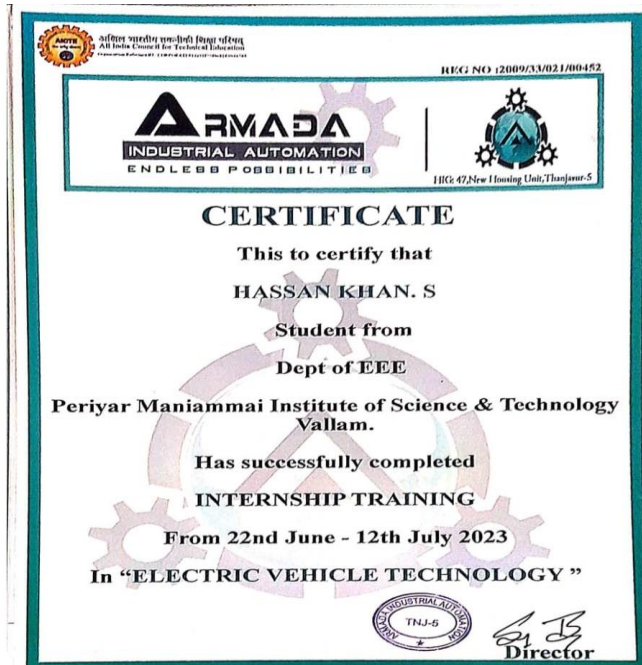 अखिल भारतीय तकनीकी शिक्षा परिषद्
All India Council for Technical Education
REG NO :2009/33/021/00452
ARMADA
INDUSTRIAL AUTOMATION
ENDLESS POSSIBILITIES
HIG 47,New Housing Unit,Thanjavur-5
CERTIFICATE
This to certify that
HASSAN KHAN. S
Student from
Dept of EEE
Periyar Maniammai Institute of Science & Technology
Vallam.
Has successfully completed
INTERNSHIP TRAINING
From 22nd June - 12th July 2023
In “ELECTRIC VEHICLE TECHNOLOGY ”
ARMADA INDUSTRIAL AUTOMATION
TNJ-5
Director